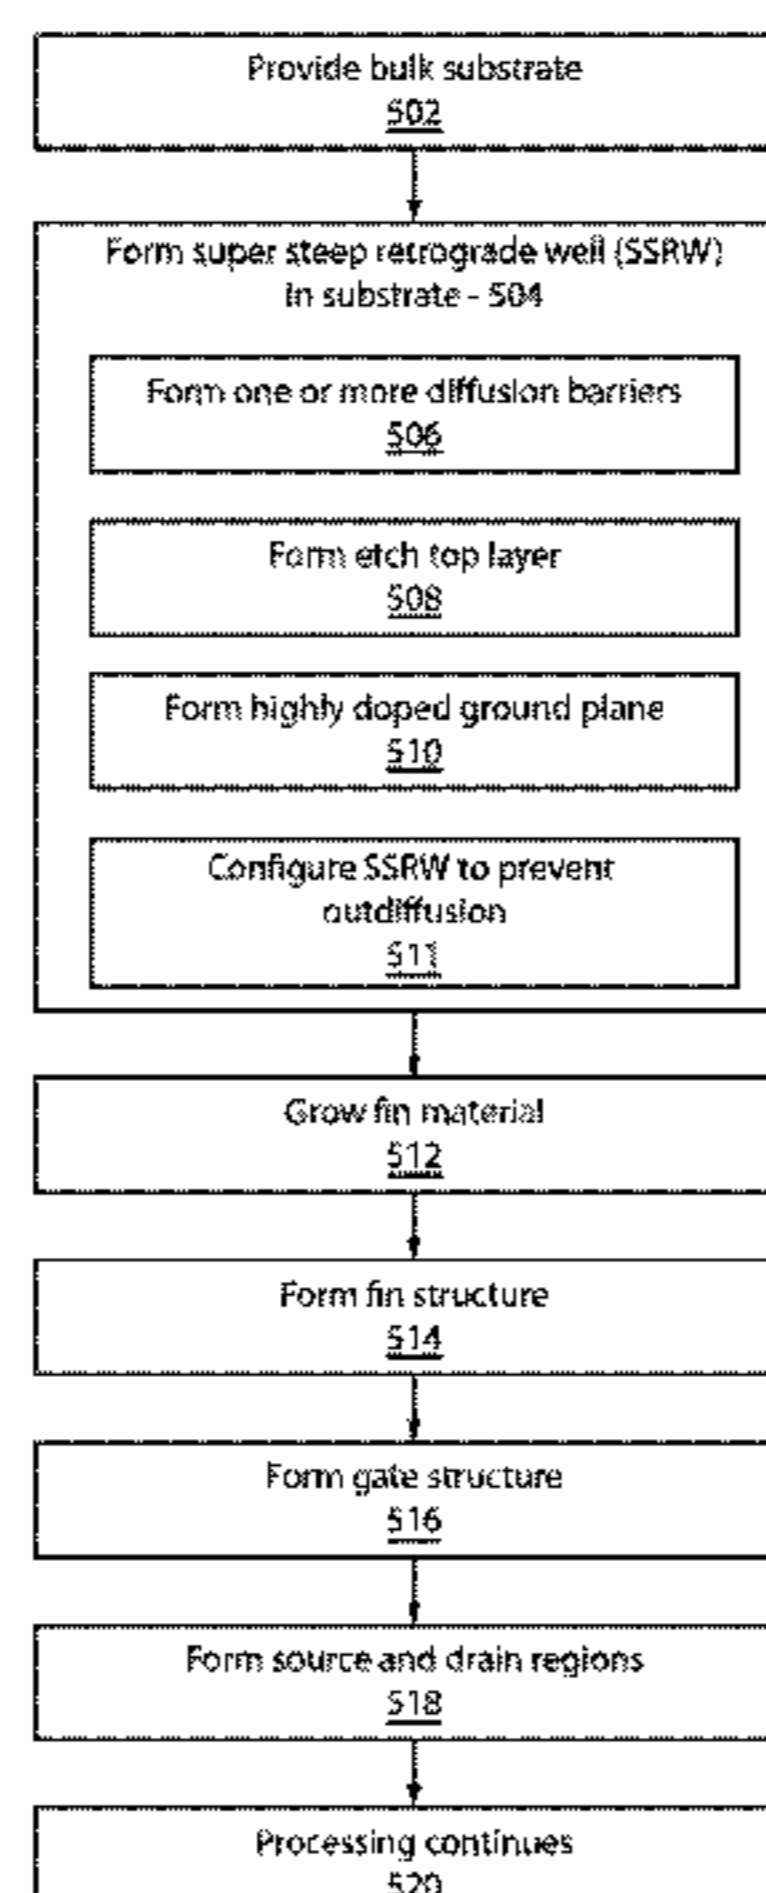 Provide bulk substrate
502
Form super steep retrograde well (SSRW)
in substrate - 504
Form one or more diffusion barriers
506
Form etch top layer
508
Form highly doped ground plane
510
Configure SSRW to prevent
outdiffusion
511
Grow fin material
512
Form fin structure
514
Form gate structure
516
Form source and drain regions
518
Processing continues
520